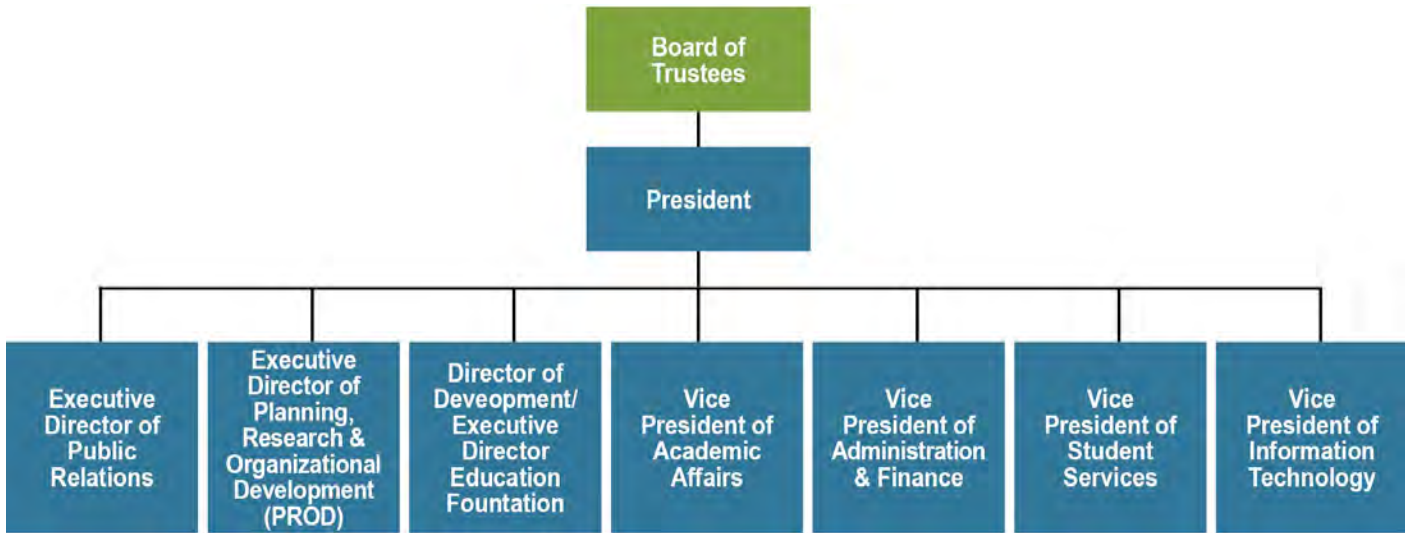 Board of
Trustees
President
Executive
Director of
Public
Relations
Executive
Director of
Planning,
Research &
Organizational
Development
(PROD)
Director of
Deveopment/
Executive
Director
Education
Fountation
Vice
President of
Academic
Affairs
Vice
President of
Administration
& Finance
Vice
President of
Student
Services
Vice
President of
Information
Technology